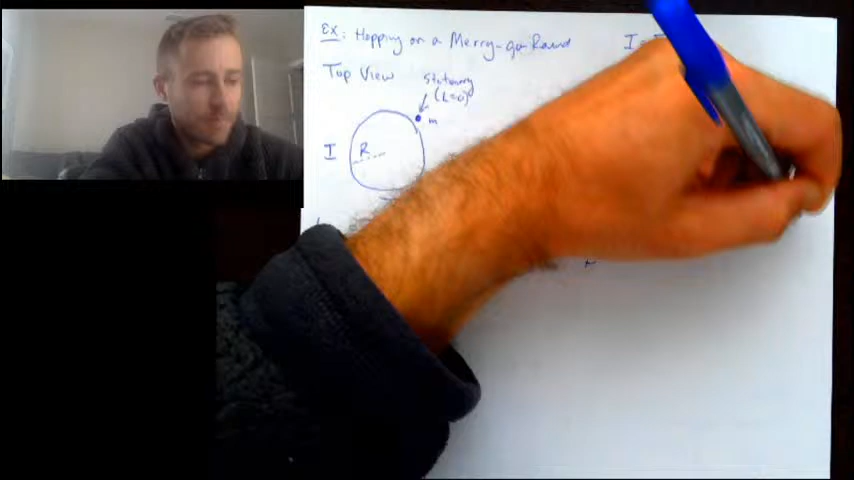 Ex: Hopping on a Merry-go-Round
I =
Top View
stationary
(L=0)
m
I
R